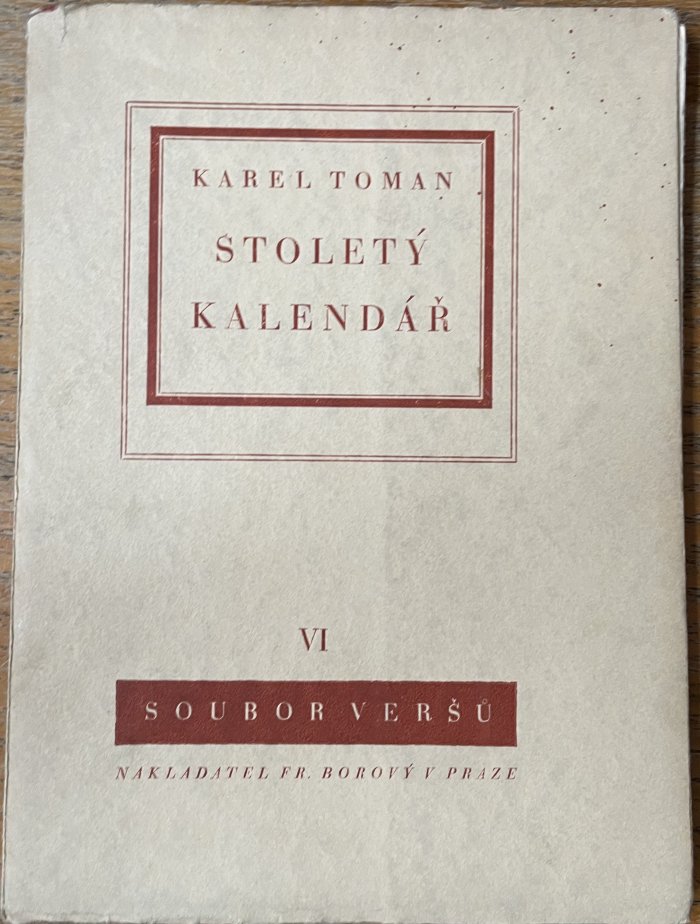 KAREL TOMAN
STOLETÝ
KALENDÁŘ
VI
SOUBOR VERŠŮ
NAKLADATEL FR. BOROVÝ V PRAZE